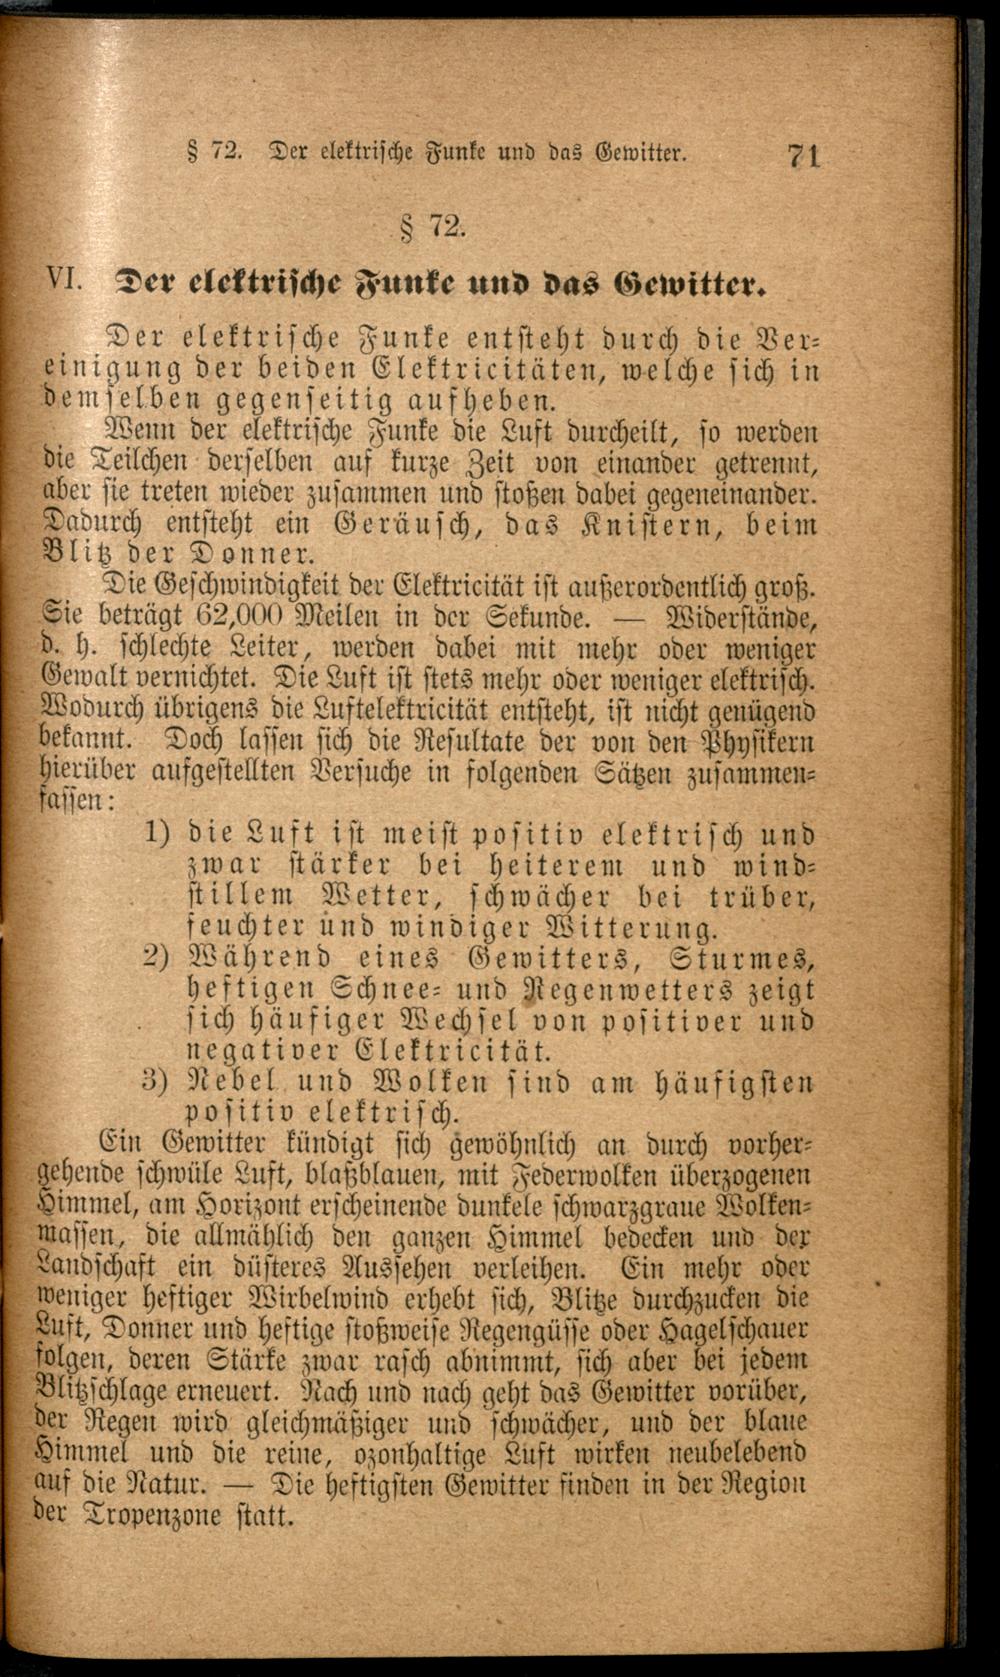 § 72. Der elektrische Funke und das Gewitter. 71
§ 72.
VI. Der elektrische Funke und das Gewitter.
Der elektrische Funke entsteht durch die Ver-
einigung der beiden Elektricitäten, welche sich in
demselben gegenseitig aufheben.
Wenn der elektrische Funke die Luft durcheilt, so werden
die Teilchen derselben auf kurze Zeit von einander getrennt,
aber sie treten wieder zusammen und stoßen dabei gegeneinander.
Dadurch entsteht ein Geräusch, das Knistern, beim
Blitz der Donner.
Die Geschwindigkeit der Elektricität ist außerordentlich groß.
Sie beträgt 62,000 Meilen in der Sekunde. — Widerstände,
d. h. schlechte Leiter, werden dabei mit mehr oder weniger
Gewalt vernichtet. Die Luft ist stets mehr oder weniger elektrisch.
Wodurch übrigens die Luftelektricität entsteht, ist nicht genügend
bekannt. Doch lassen sich die Resultate der von den Physikern
hierüber aufgestellten Versuche in folgenden Sätzen zusammen-
fassen:
1) die Luft ist meist positiv elektrisch und
zwar stärker bei heiterem und wind-
stillem Wetter, schwächer bei trüber,
feuchter und windiger Witterung.
2) Während eines Gewitters, Sturmes,
heftigen Schnee- und Regenwetters zeigt
sich häufiger Wechsel von positiver und
negativer Elektricität.
3) Nebel und Wolken sind am häufigsten
positiv elektrisch.
Ein Gewitter kündigt sich gewöhnlich an durch vorher-
gehende schwüle Luft, blaßblauen, mit Federwolken überzogenen
Himmel, am Horizont erscheinende dunkele schwarzgraue Wolken-
massen, die allmählich den ganzen Himmel bedecken und der
Landschaft ein düsteres Aussehen verleihen. Ein mehr oder
weniger heftiger Wirbelwind erhebt sich, Blitze durchzucken die
Luft, Donner und heftige stoßweise Regengüsse oder Hagelschauer
folgen, deren Stärke zwar rasch abnimmt, sich aber bei jedem
Blitzschlage erneuert. Nach und nach geht das Gewitter vorüber,
der Regen wird gleichmäßiger und schwächer, und der blaue
Himmel und die reine, ozonhaltige Luft wirken neubelebend
auf die Natur. — Die heftigsten Gewitter finden in der Region
der Tropenzone statt.